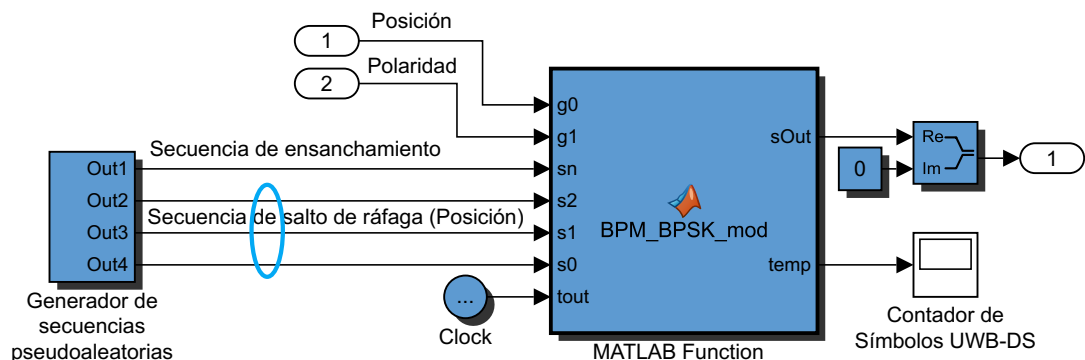 Posición
1
Polaridad
2
g0
g1
sn
s2
s1
s0
tout
sOut
temp
BPM_BPSK_mod
MATLAB Function
Out1
Out2
Out3
Out4
Secuencia de ensanchamiento
Secuencia de salto de ráfaga (Posición)
Generador de
secuencias
pseudoaleatorias
...
Clock
0
Re
Im
1
Contador de
Símbolos UWB-DS